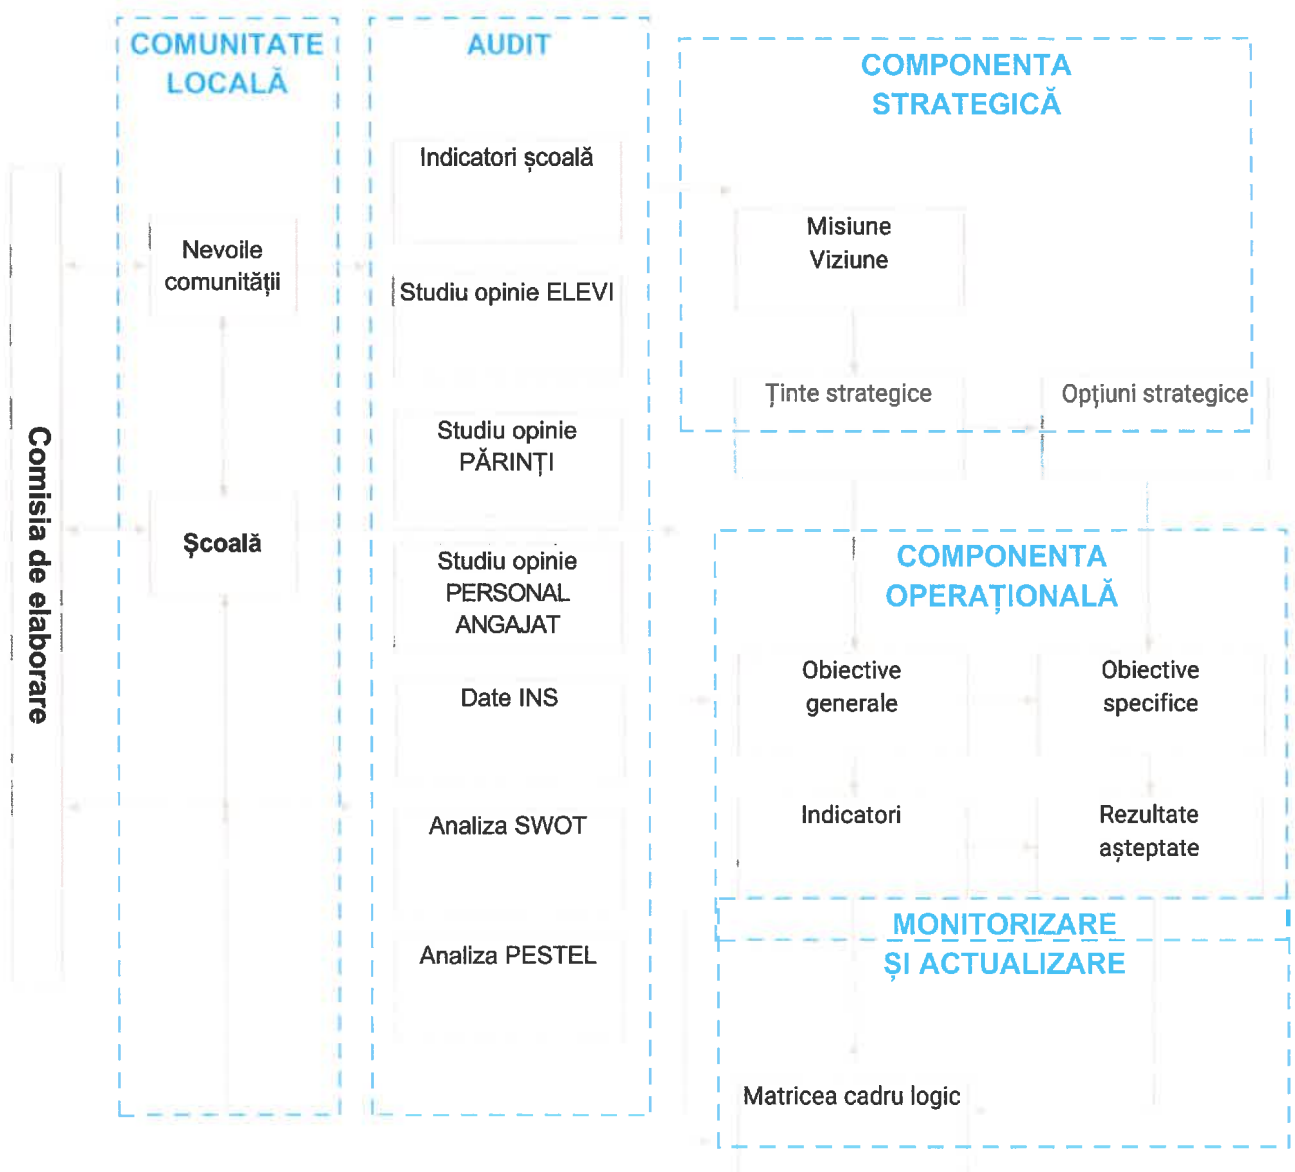 Comisia de elaborare
COMUNITATE
LOCALĂ
Nevoile
comunității
Școală
AUDIT
Indicatori școală
Studiu opinie ELEVI
Studiu opinie
PĂRINȚI
Studiu opinie
PERSONAL
ANGAJAT
Date INS
Analiza SWOT
Analiza PESTEL
COMPONENTA
STRATEGICĂ
Misiune
Viziune
Ținte strategice
Opțiuni strategice
COMPONENTA
OPERAȚIONALĂ
Obiective
generale
Obiective
specifice
Indicatori
Rezultate
așteptate
MONITORIZARE
ȘI ACTUALIZARE
Matricea cadru logic